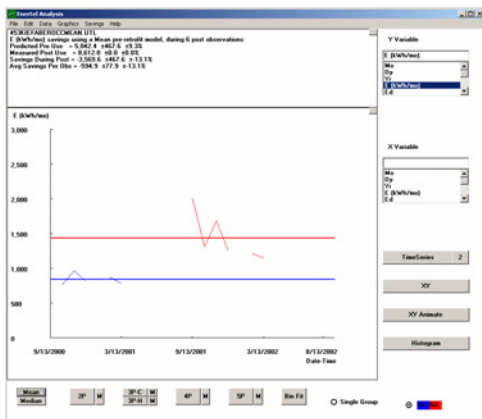 Enertel Analysis
File Edit Data Graphics Savings Help
E (kWh/mo) savings using a Mean pre-retrofit model, during 6 post observations:
Predicted Pre Use = 5,042.4 ±467.6 ±9.3%
Measured Post Use = 8,612.0 ±0.0 ±0.0%
Savings During Post = -3,569.6 ±467.6 ±-13.1%
Avg Savings Per Obs = -594.9 ±77.9 ±-13.1%
Y Variable
E (kWh/mo)
Mo
Dy
Yr
E (kWh/mo)
Ed
X Variable
Mo
Dy
Yr
E (kWh/mo)
Ed
E (kWh/mo)
3,000
2,500
2,000
1,500
1,000
500
0
9/13/2000 3/13/2001 9/13/2001 3/13/2002 8/13/2002
Date-Time
TimeSeries 2
XY
XY Animate
Histogram
Mean
Median
2P M
3P-C M
3P-H M
4P M
5P M
Bin Fit
Single Group